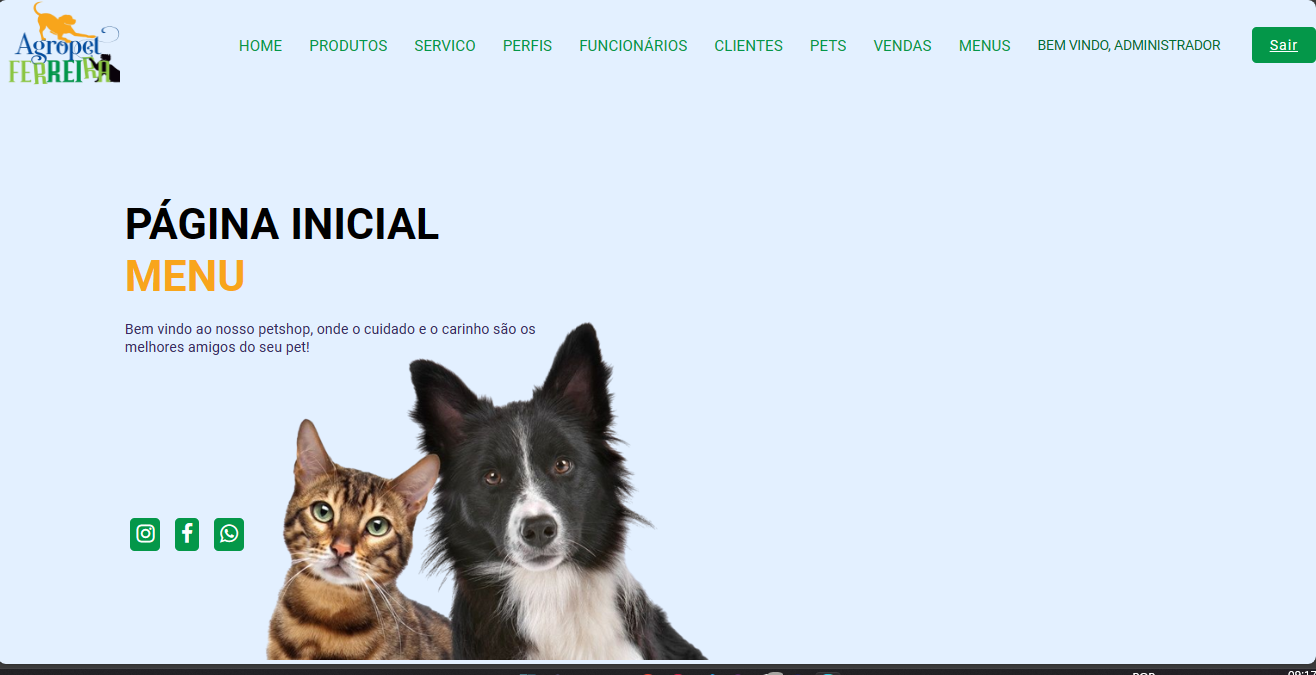 Agropet
FERREIRA
HOME PRODUTOS SERVICO PERFIS FUNCIONÁRIOS CLIENTES PETS VENDAS MENUS BEM VINDO, ADMINISTRADOR Sair
PÁGINA INICIAL
MENU
Bem vindo ao nosso petshop, onde o cuidado e o carinho são os
melhores amigos do seu pet!